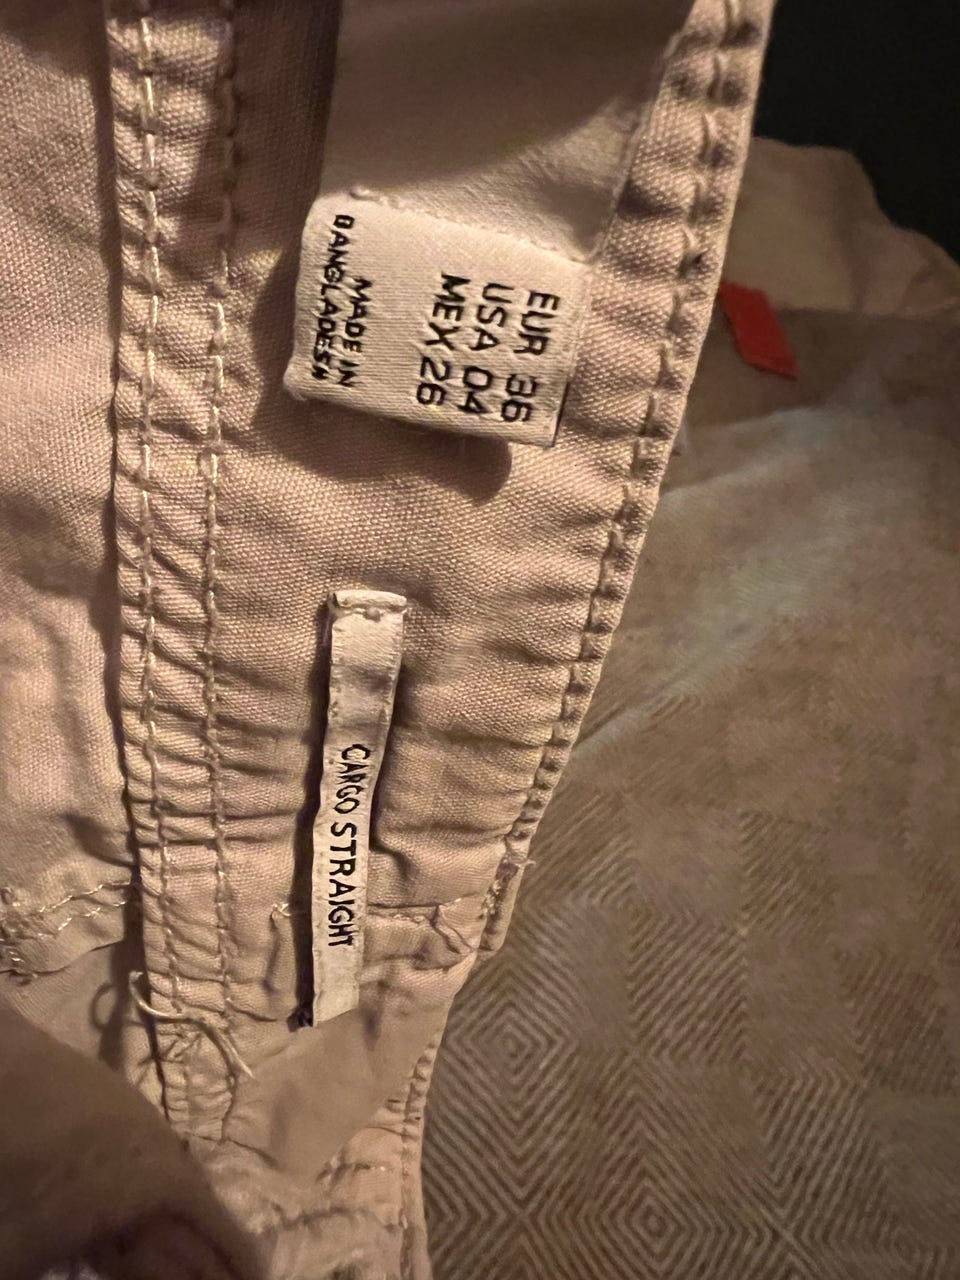 EUR 36
USA 04
MEX 26
MADE IN
BANGLADESH
CARGO STRAIGHT